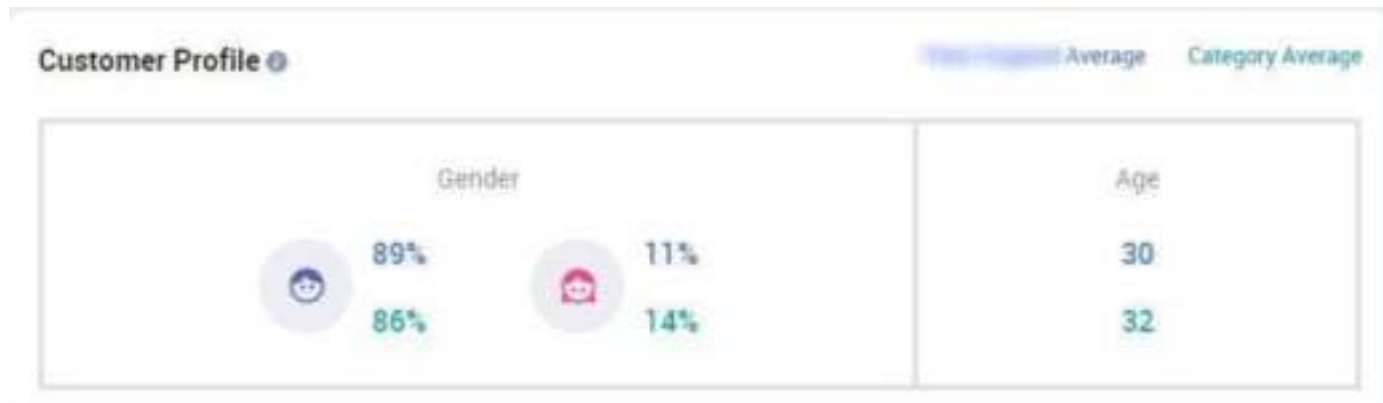 Customer Profile
Average
Category Average
Gender
Age
89%
11%
30
86%
14%
32